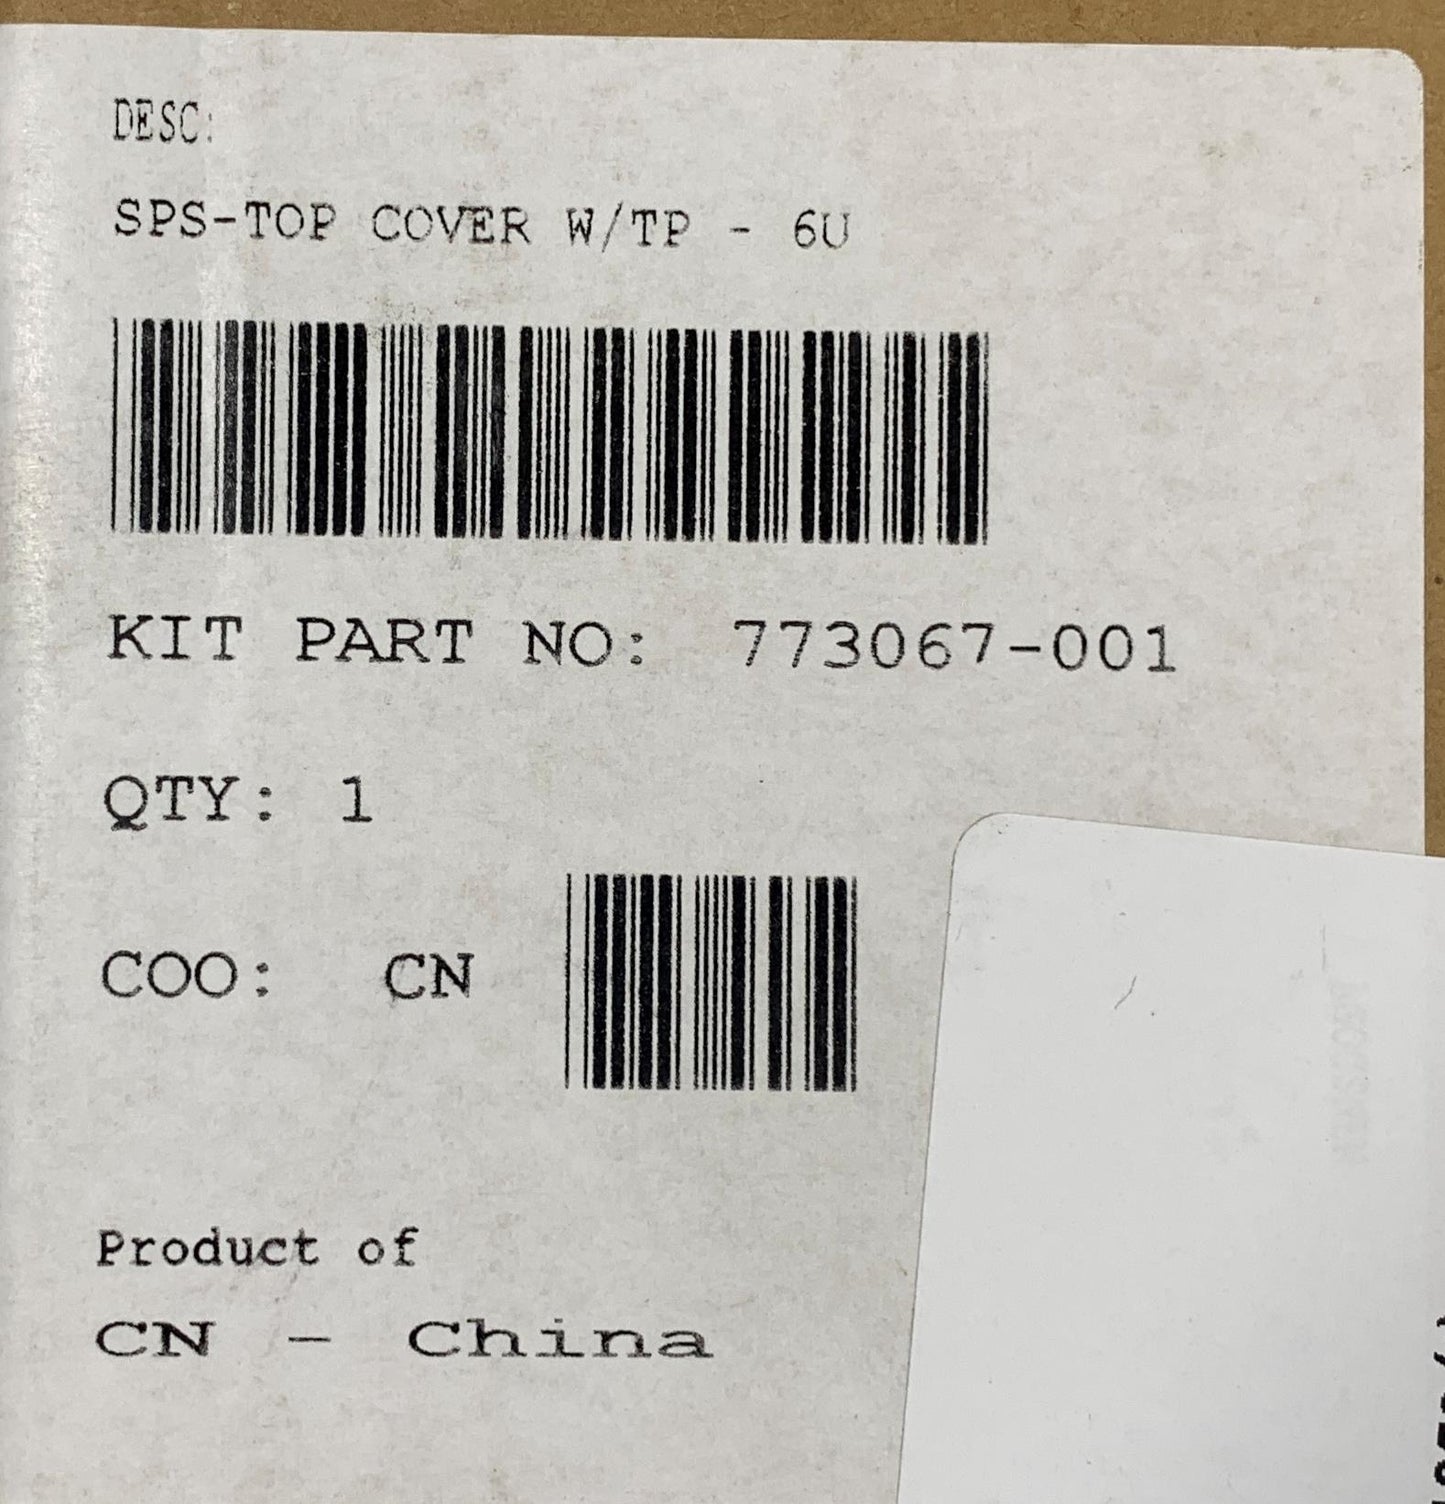 DESC:
SPS-TOP COVER W/TP - 6U
KIT PART NO: 773067-001
QTY: 1
COO: CN
Product of
CN - China